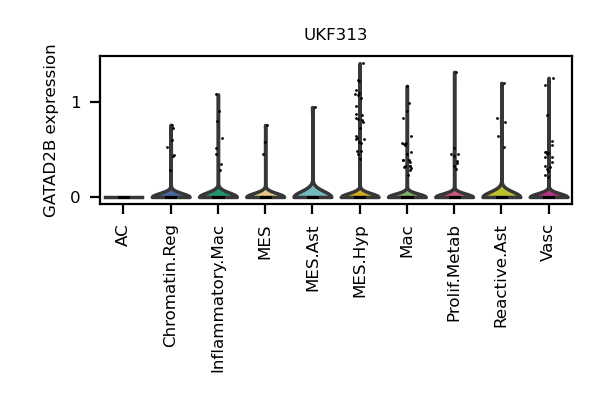 UKF313
GATAD2B expression
1
0
AC
Chromatin.Reg
Inflammatory.Mac
MES
MES.Ast
MES.Hyp
Mac
Prolif.Metab
Reactive.Ast
Vasc